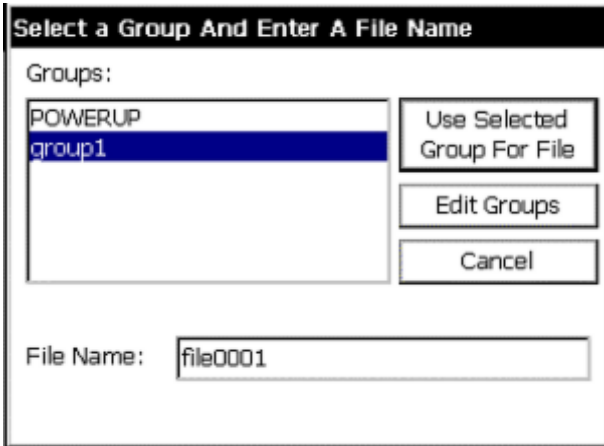 Select a Group And Enter A File Name
Groups:
POWERUP
group1
Use Selected
Group For File
Edit Groups
Cancel
File Name:
file0001